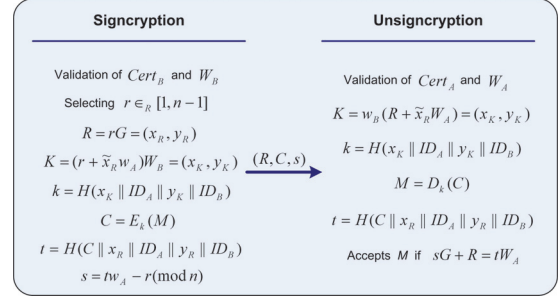 Signcryption
Validation of Cert_B and W_B
Selecting r ∈_R [1, n − 1]
R = rG = (x_R, y_R)
K = (r + x̃_R w_A)W_B = (x_K, y_K)
k = H(x_K || ID_A || y_K || ID_B)
C = E_k(M)
t = H(C || x_R || ID_A || y_R || ID_B)
s = tw_A − r(mod n)
(R, C, s)
Unsigncryption
Validation of Cert_A and W_A
K = w_B(R + x̃_R W_A) = (x_K, y_K)
k = H(x_K || ID_A || y_K || ID_B)
M = D_k(C)
t = H(C || x_R || ID_A || y_R || ID_B)
Accepts M if sG + R = tW_A